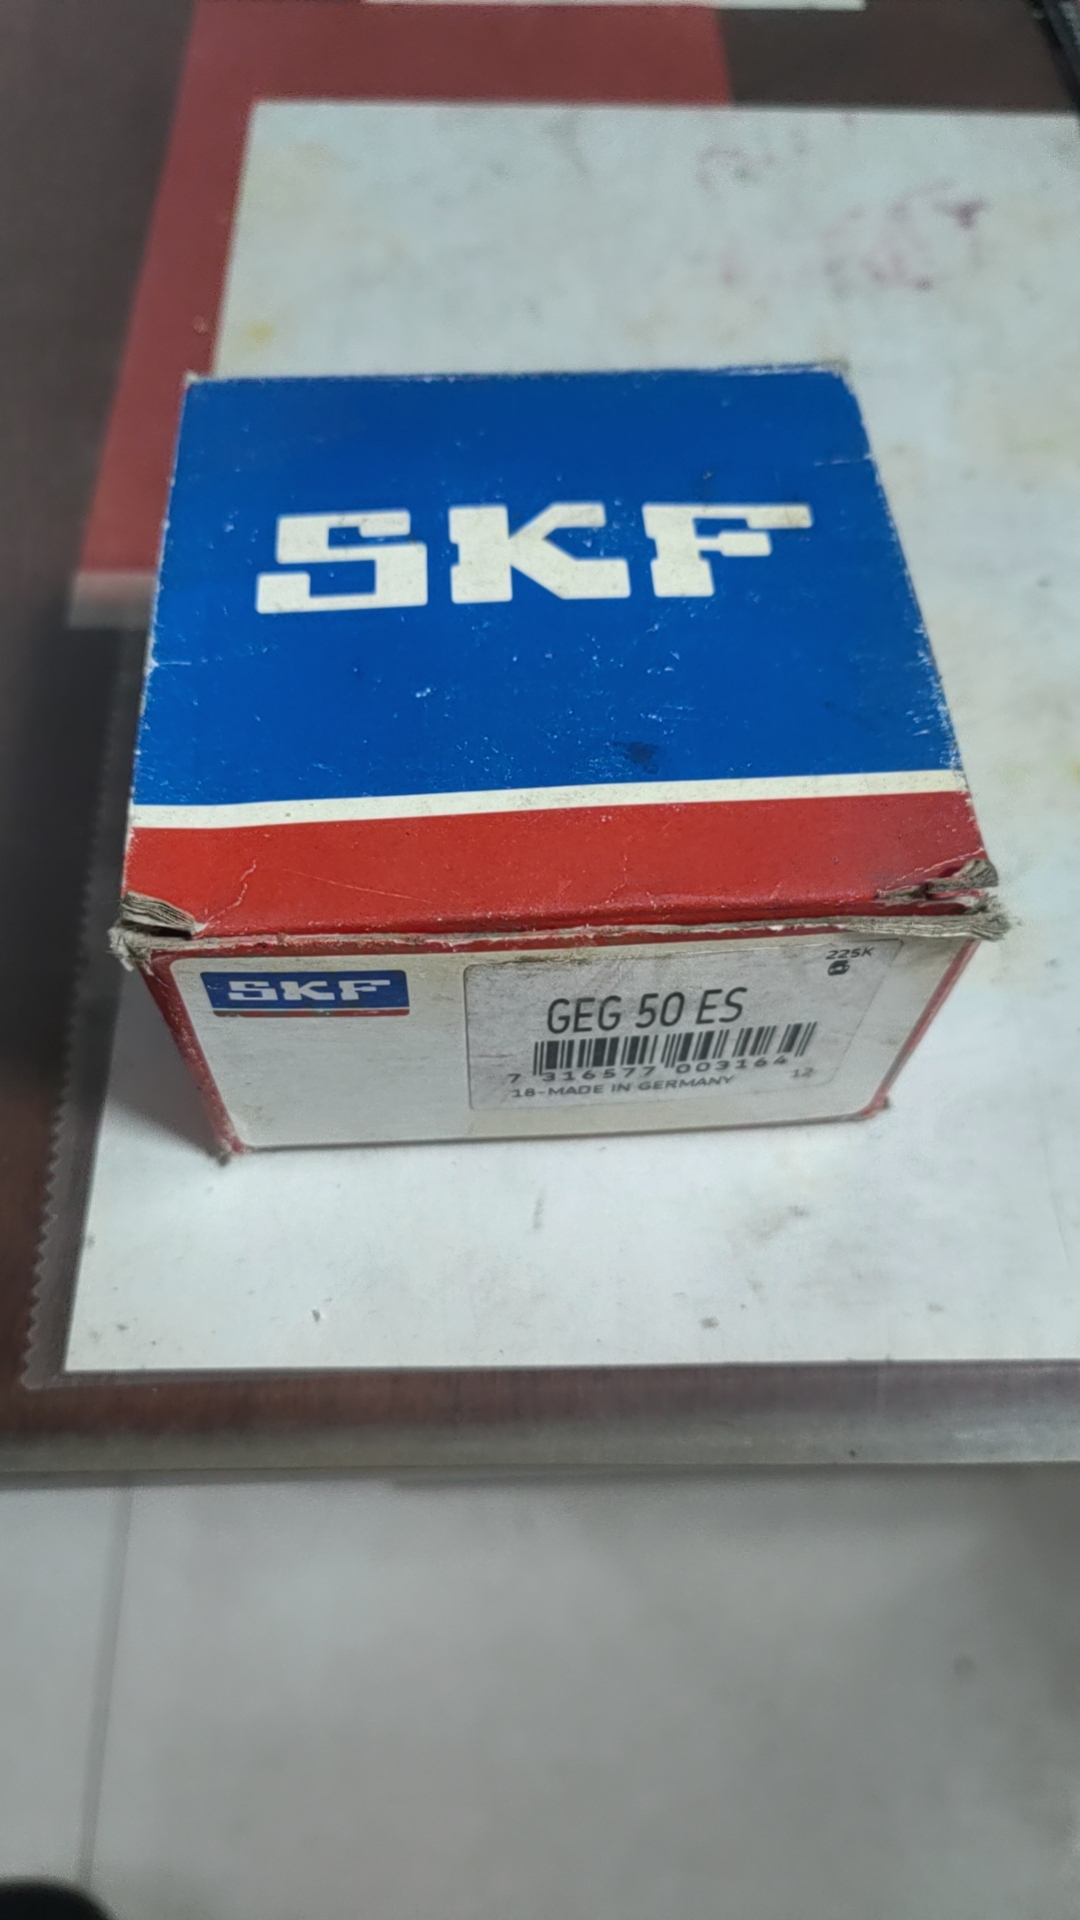 SKF
SKF
225K
GEG 50 ES
7 316577 003164
18-MADE IN GERMANY 12